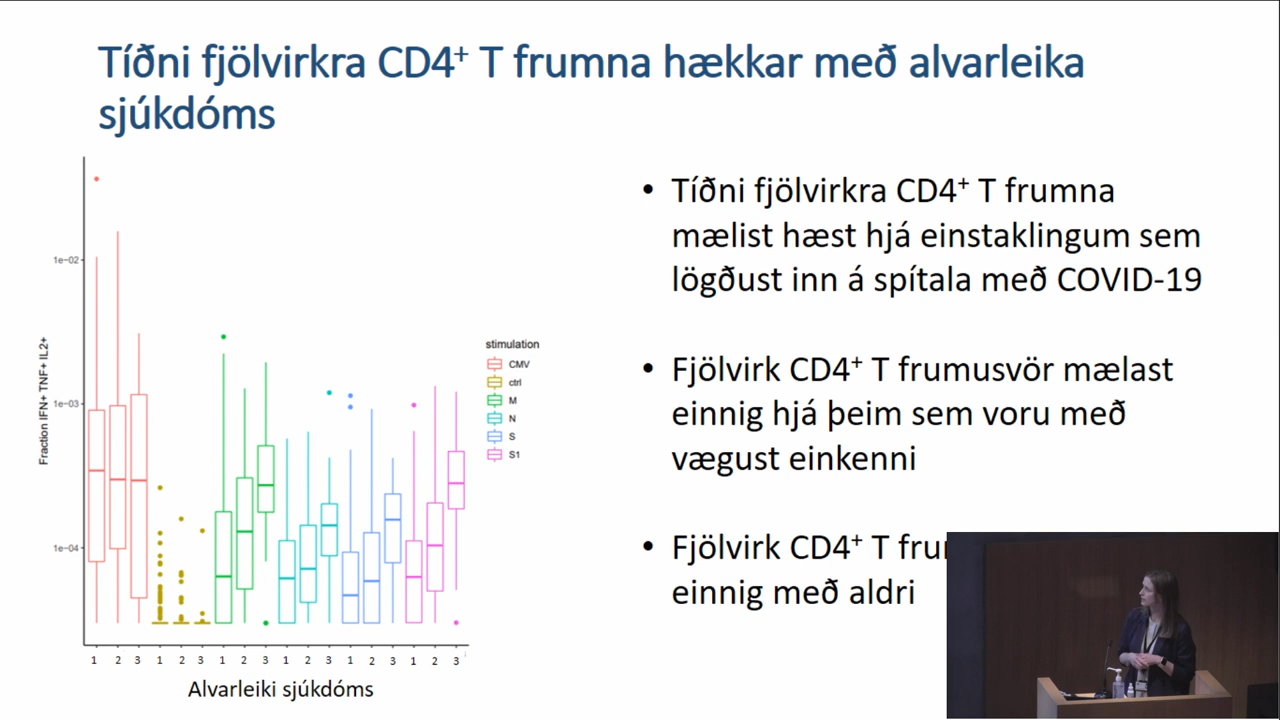 Tíðni fjölvirkra CD4⁺ T frumna hækkar með alvarleika
sjúkdóms
Fraction IFN+ TNF+ IL2+
1e−02
1e−03
1e−04
1 2 3 1 2 3 1 2 3 1 2 3 1 2 3 1 2 3
Alvarleiki sjúkdóms
stimulation
CMV
ctrl
M
N
S
S1
• Tíðni fjölvirkra CD4⁺ T frumna
mælist hæst hjá einstaklingum sem
lögðust inn á spítala með COVID-19
• Fjölvirk CD4⁺ T frumusvör mælast
einnig hjá þeim sem voru með
vægust einkenni
• Fjölvirk CD4⁺ T
einnig með aldri